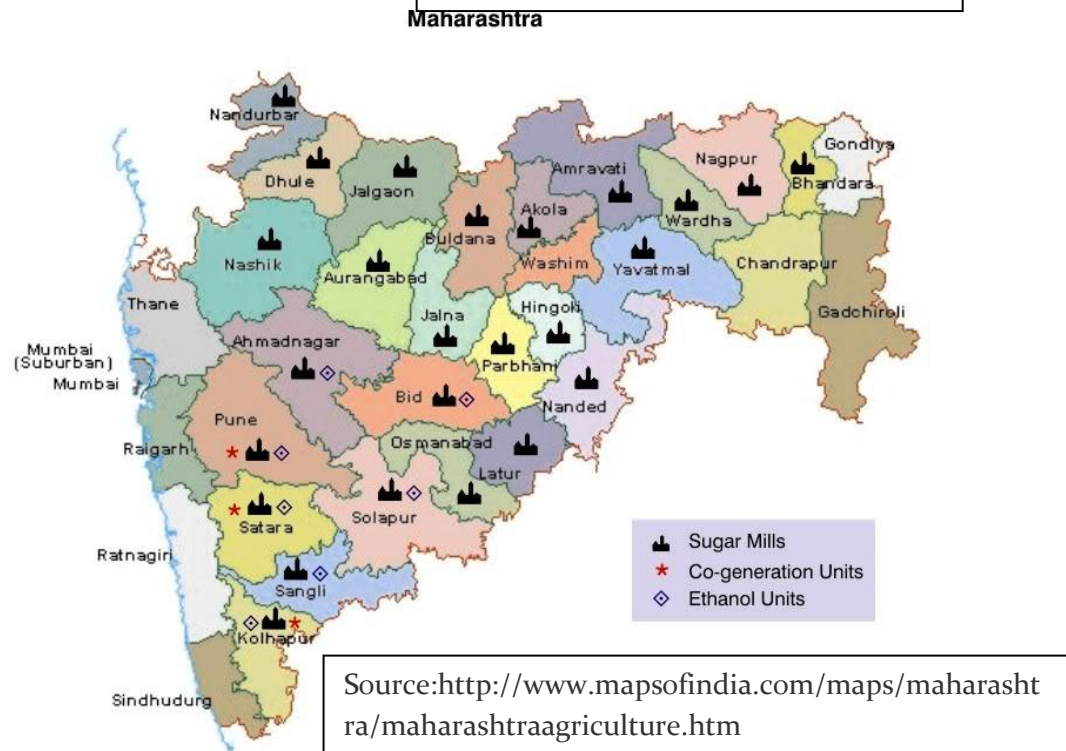 Maharashtra
Nandurbar
Dhule
Jalgaon
Buldana
Akola
Amravati
Wardha
Nagpur
Bhandara
Gondiya
Nashik
Aurangabad
Washim
Yavatmal
Chandrapur
Gadchiroli
Thane
Jalna
Hingoli
Ahmadnagar
Parbhani
Mumbai
(Suburban)
Mumbai
Bid
Nanded
Pune
Osmanabad
Raigarh
Latur
Satara
Solapur
Ratnagiri
Sangli
Kolhapur
Sindhudurg
Sugar Mills
Co-generation Units
Ethanol Units
Source:http://www.mapsofindia.com/maps/maharasht
ra/maharashtraagriculture.htm